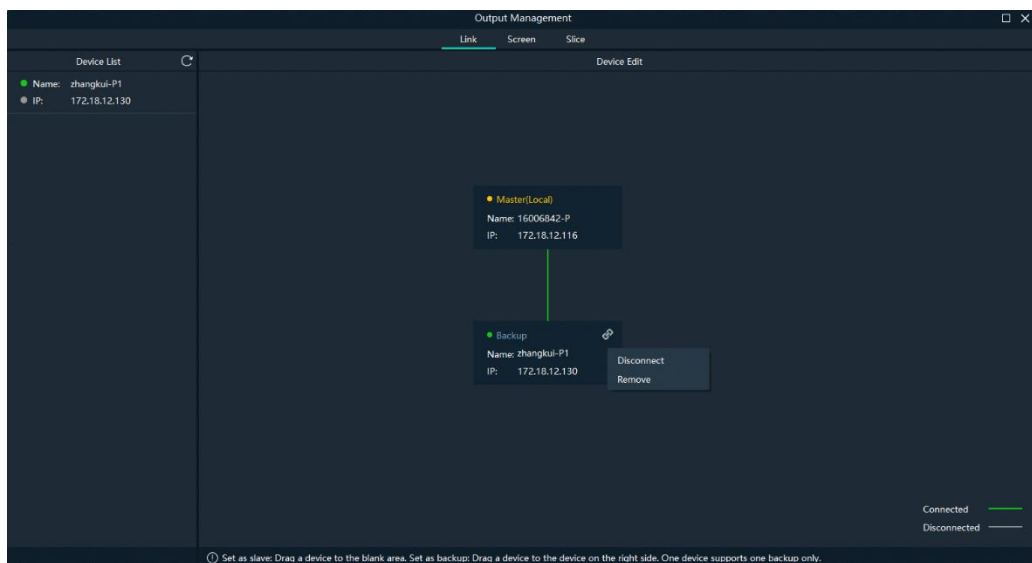 Output Management
Link Screen Slice
Device List
Device Edit
Name: zhangkui-P1
IP: 172.18.12.130
Master(Local)
Name: 16006842-P
IP: 172.18.12.116
Backup
Name: zhangkui-P1
IP: 172.18.12.130
Disconnect
Remove
Connected
Disconnected
Set as slave: Drag a device to the blank area. Set as backup: Drag a device to the device on the right side. One device supports one backup only.